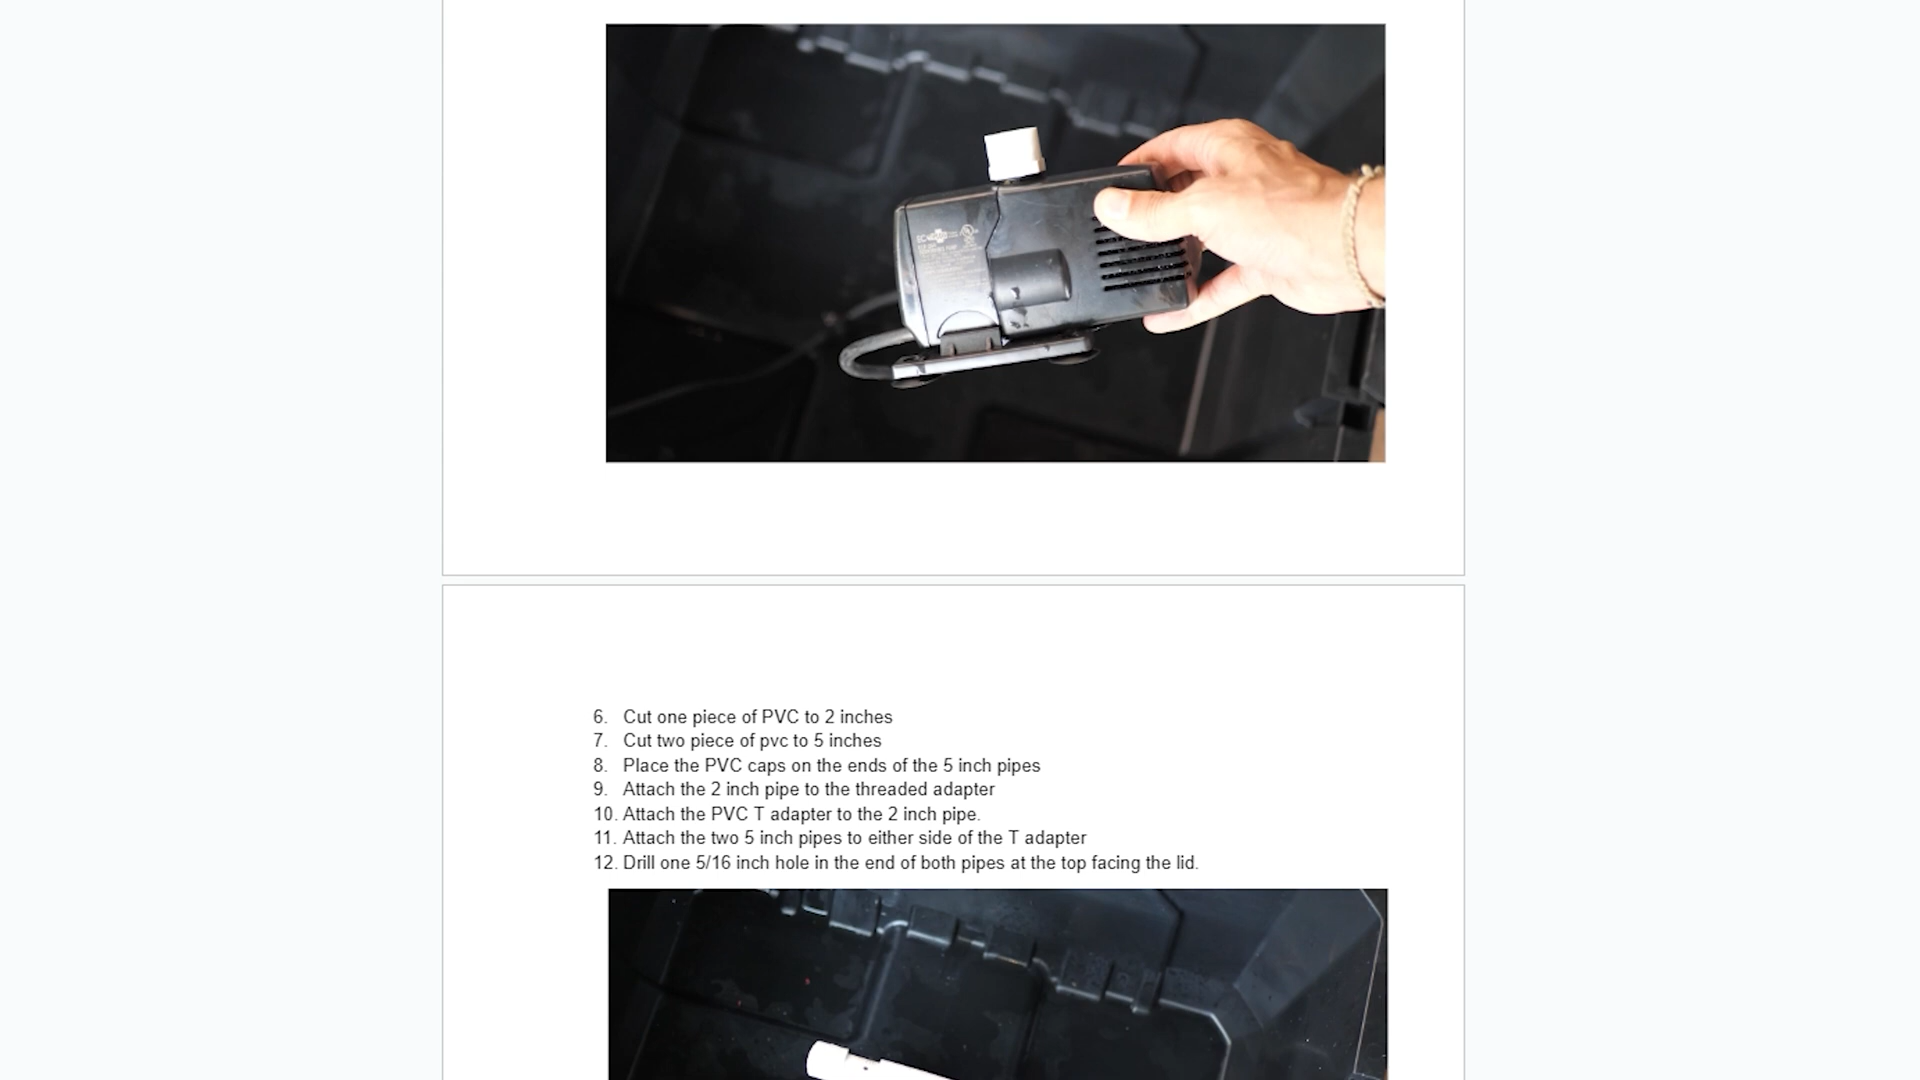 6. Cut one piece of PVC to 2 inches
7. Cut two piece of pvc to 5 inches
8. Place the PVC caps on the ends of the 5 inch pipes
9. Attach the 2 inch pipe to the threaded adapter
10. Attach the PVC T adapter to the 2 inch pipe.
11. Attach the two 5 inch pipes to either side of the T adapter
12. Drill one 5/16 inch hole in the end of both pipes at the top facing the lid.